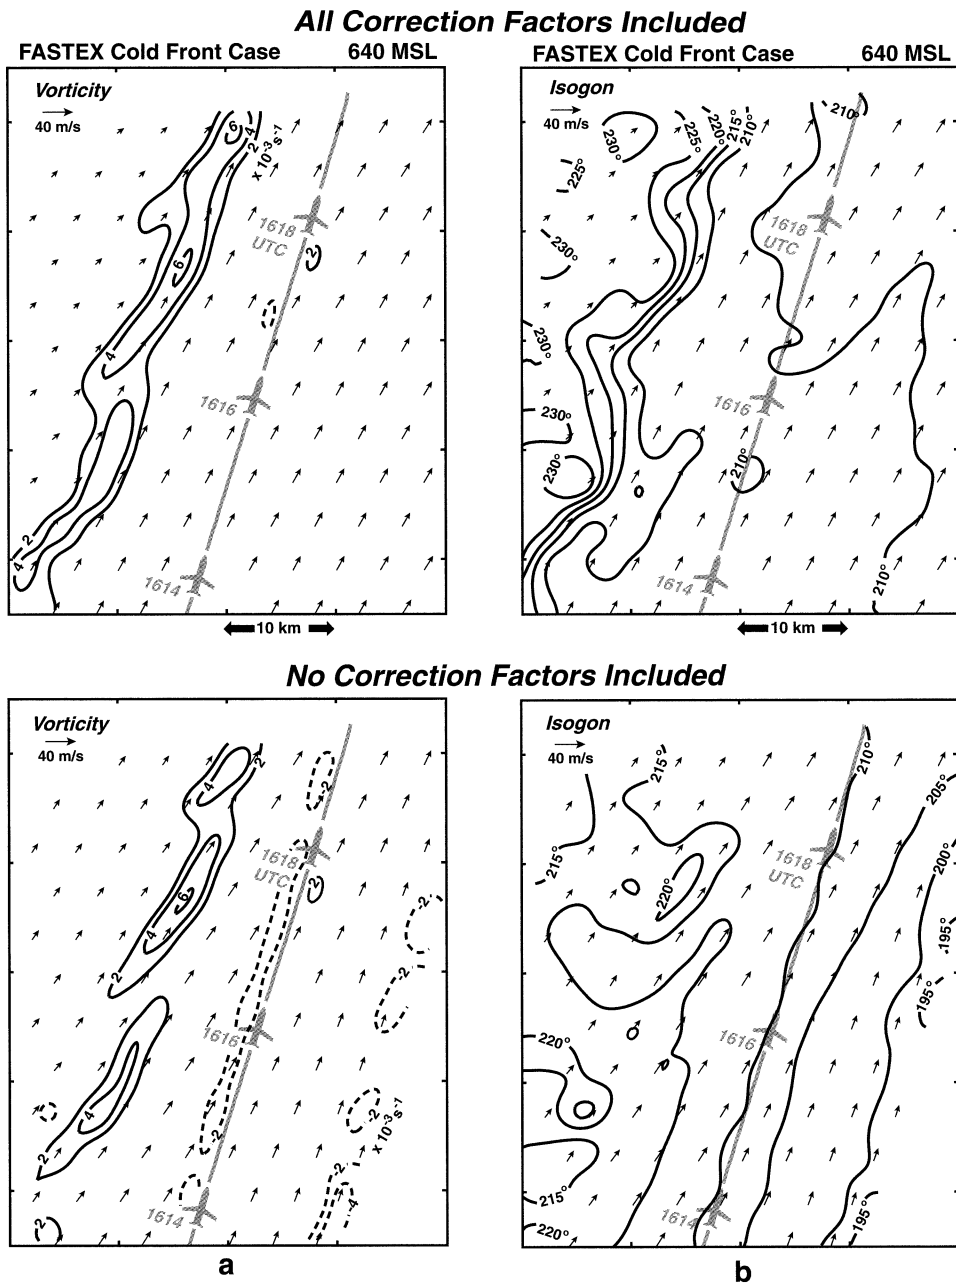 All Correction Factors Included
FASTEX Cold Front Case 640 MSL
Vorticity
40 m/s
6
4
2
x 10⁻³s⁻¹
1618
UTC
2
6
4
1616
2
4
1614
10 km
FASTEX Cold Front Case 640 MSL
Isogon
40 m/s
230°
225°
220°
215°
210°
210°
225°
1618
UTC
230°
230°
1616
230°
230°
210°
1614
210°
10 km
No Correction Factors Included
Vorticity
40 m/s
4
2
-2
1618
UTC
2
6
4
-2
2
-2
1616
4
-2
x 10⁻³s⁻¹
2
-2
-2
-4
1614
2
a
Isogon
40 m/s
215°
210°
205°
215°
1618
UTC
200°
220°
195°
195°
220°
1616
215°
220°
1614
195°
b